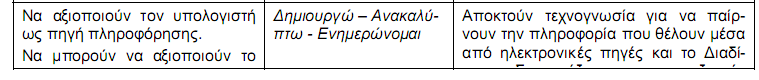 Να αξιοποιούν τον υπολογιστή
ως πηγή πληροφόρησης.
Να μπορούν να αξιοποιούν το
Δημιουργώ – Ανακαλύ-
πτω - Ενημερώνομαι
Αποκτούν τεχνογνωσία για να παίρ-
νουν την πληροφορία που θέλουν μέσα
από ηλεκτρονικές πηγές και το Διαδί-